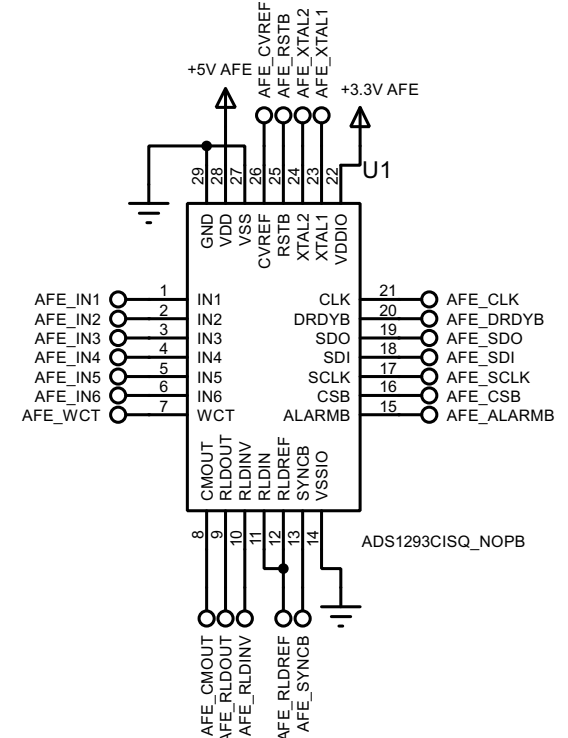 AFE_CVREF
AFE_RSTB
AFE_XTAL2
AFE_XTAL1
+5V AFE
+3.3V AFE
U1
29
28
27
26
25
24
23
22
GND
VDD
VSS
CVREF
RSTB
XTAL2
XTAL1
VDDIO
AFE_IN1 1 IN1 CLK 21 AFE_CLK
AFE_IN2 2 IN2 DRDYB 20 AFE_DRDYB
AFE_IN3 3 IN3 SDO 19 AFE_SDO
AFE_IN4 4 IN4 SDI 18 AFE_SDI
AFE_IN5 5 IN5 SCLK 17 AFE_SCLK
AFE_IN6 6 IN6 CSB 16 AFE_CSB
AFE_WCT 7 WCT ALARMB 15 AFE_ALARMB
CMOUT
RLDOUT
RLDINV
RLDIN
RLDREF
SYNCB
VSSIO
8
9
10
11
12
13
14
ADS1293CISQ_NOPB
AFE_CMOUT
AFE_RLDOUT
AFE_RLDINV
AFE_RLDREF
AFE_SYNCB